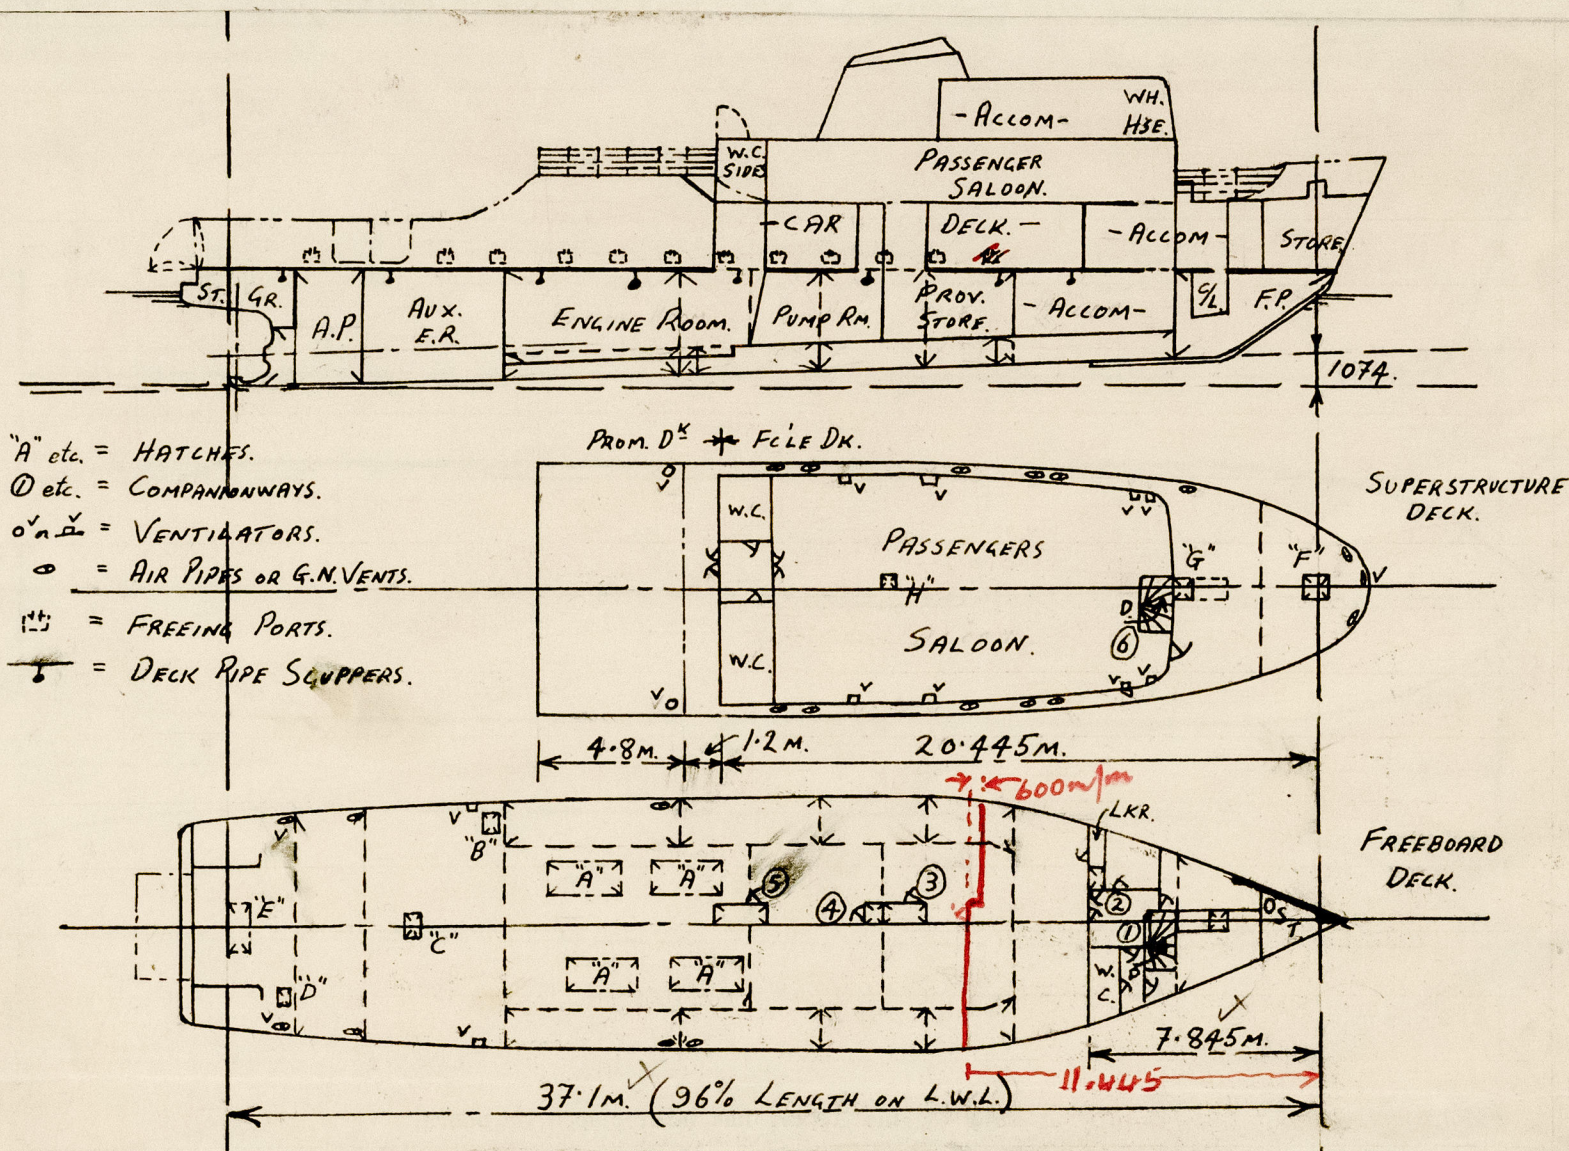 WH.
HSE.
-ACCOM-
W.C.
SIDE
PASSENGER
SALOON.
-CAR
DECK.-
-ACCOM-
STORE
ST.
GR.
A.P.
AUX.
E.R.
ENGINE ROOM.
PUMP RM.
PROV.
STORE.
-ACCOM-
C/L.
F.P.
1074.
"A" etc. = HATCHES.
① etc. = COMPANIONWAYS.
V or V = VENTILATORS.
= AIR PIPES OR G.N.VENTS.
= FREEING PORTS.
= DECK PIPE SCUPPERS.
PROM. DK
FC'LE DK.
SUPERSTRUCTURE
DECK.
W.C.
PASSENGERS
SALOON.
W.C.
"H"
"G"
"F"
D.
⑥
V
V
V
V
V
V
V
V
V
V
V
4.8M.
1.2M.
20.445M.
600m/m
LKR.
FREEBOARD
DECK.
V
V
"B"
"A"
"A"
⑤
④
③
②
①
"E"
"C"
"D"
"A"
"A"
V
V
O S
T.
W.
C.
D
7.845M.
11.445
37.1M. (96% LENGTH ON L.W.L.)